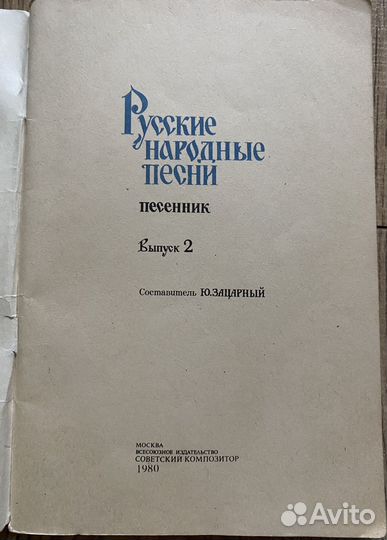 Русские
народные
песни
песенник
Выпуск 2
Составитель Ю.ЗАЦАРНЫЙ
МОСКВА
ВСЕСОЮЗНОЕ ИЗДАТЕЛЬСТВО
СОВЕТСКИЙ КОМПОЗИТОР
1980
Avito